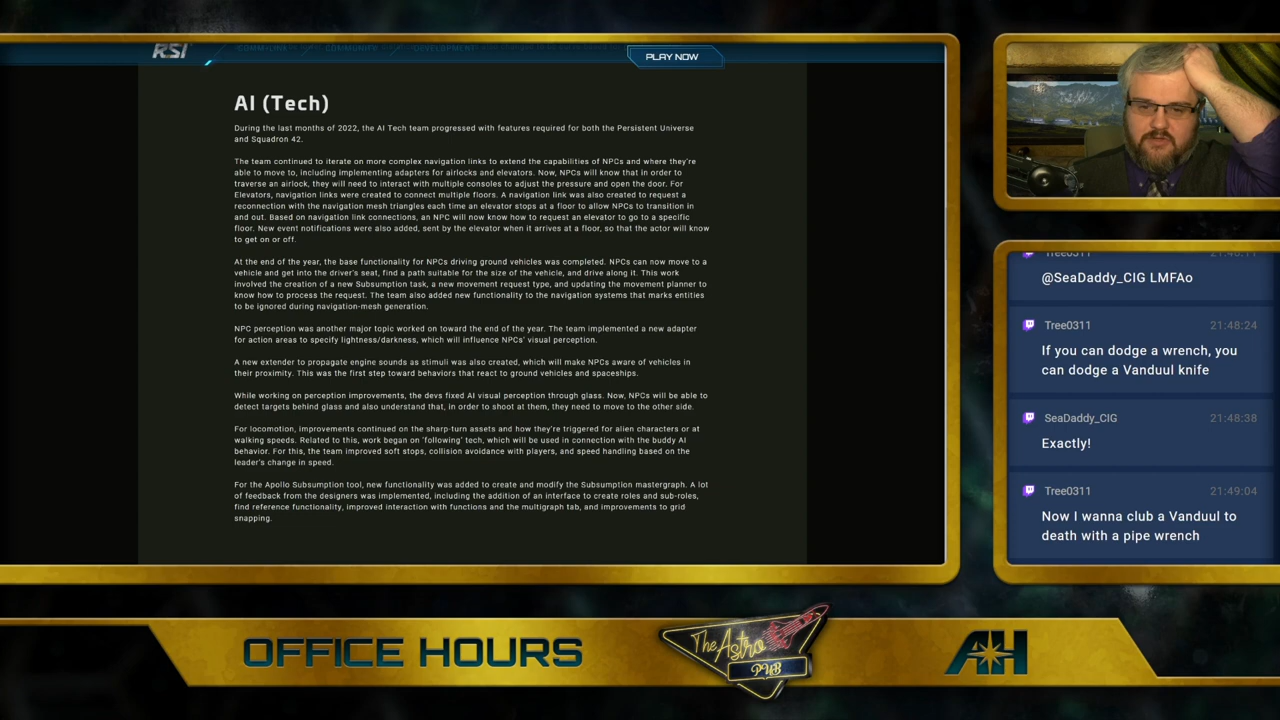 RSI
COMM-LINK
COMMUNITY
DEVELOPMENT
PLAY NOW
AI (Tech)
During the last months of 2022, the AI Tech team progressed with features required for both the Persistent Universe
and Squadron 42.
The team continued to iterate on more complex navigation links to extend the capabilities of NPCs and where they're
able to move to, including implementing adapters for airlocks and elevators. Now, NPCs will know that in order to
traverse an airlock, they will need to interact with multiple consoles to adjust the pressure and open the door. For
Elevators, navigation links were created to connect multiple floors. A navigation link was also created to request a
reconnection with the navigation mesh triangles each time an elevator stops at a floor to allow NPCs to transition in
and out. Based on navigation link connections, an NPC will now know how to request an elevator to go to a specific
floor. New event notifications were also added, sent by the elevator when it arrives at a floor, so that the actor will know
to get on or off.
At the end of the year, the base functionality for NPCs driving ground vehicles was completed. NPCs can now move to a
vehicle and get into the driver's seat, find a path suitable for the size of the vehicle, and drive along it. This work
involved the creation of a new Subsumption task, a new movement request type, and updating the movement planner to
know how to process the request. The team also added new functionality to the navigation systems that marks entities
to be ignored during navigation-mesh generation.
NPC perception was another major topic worked on toward the end of the year. The team implemented a new adapter
for action areas to specify lightness/darkness, which will influence NPCs' visual perception.
A new extender to propagate engine sounds as stimuli was also created, which will make NPCs aware of vehicles in
their proximity. This was the first step toward behaviors that react to ground vehicles and spaceships.
While working on perception improvements, the devs fixed AI visual perception through glass. Now, NPCs will be able to
detect targets behind glass and also understand that, in order to shoot at them, they need to move to the other side.
For locomotion, improvements continued on the sharp-turn assets and how they're triggered for alien characters or at
walking speeds. Related to this, work began on 'following' tech, which will be used in connection with the buddy AI
behavior. For this, the team improved soft stops, collision avoidance with players, and speed handling based on the
leader's change in speed.
For the Apollo Subsumption tool, new functionality was added to create and modify the Subsumption mastergraph. A lot
of feedback from the designers was implemented, including the addition of an interface to create roles and sub-roles,
find reference functionality, improved interaction with functions and the multigraph tab, and improvements to grid
snapping.
Tree0311
@SeaDaddy_CIG LMFAo
Tree0311 21:48:24
If you can dodge a wrench, you
can dodge a Vanduul knife
SeaDaddy_CIG 21:48:38
Exactly!
Tree0311 21:49:04
Now I wanna club a Vanduul to
death with a pipe wrench
OFFICE HOURS
The Astro
PUB
AH